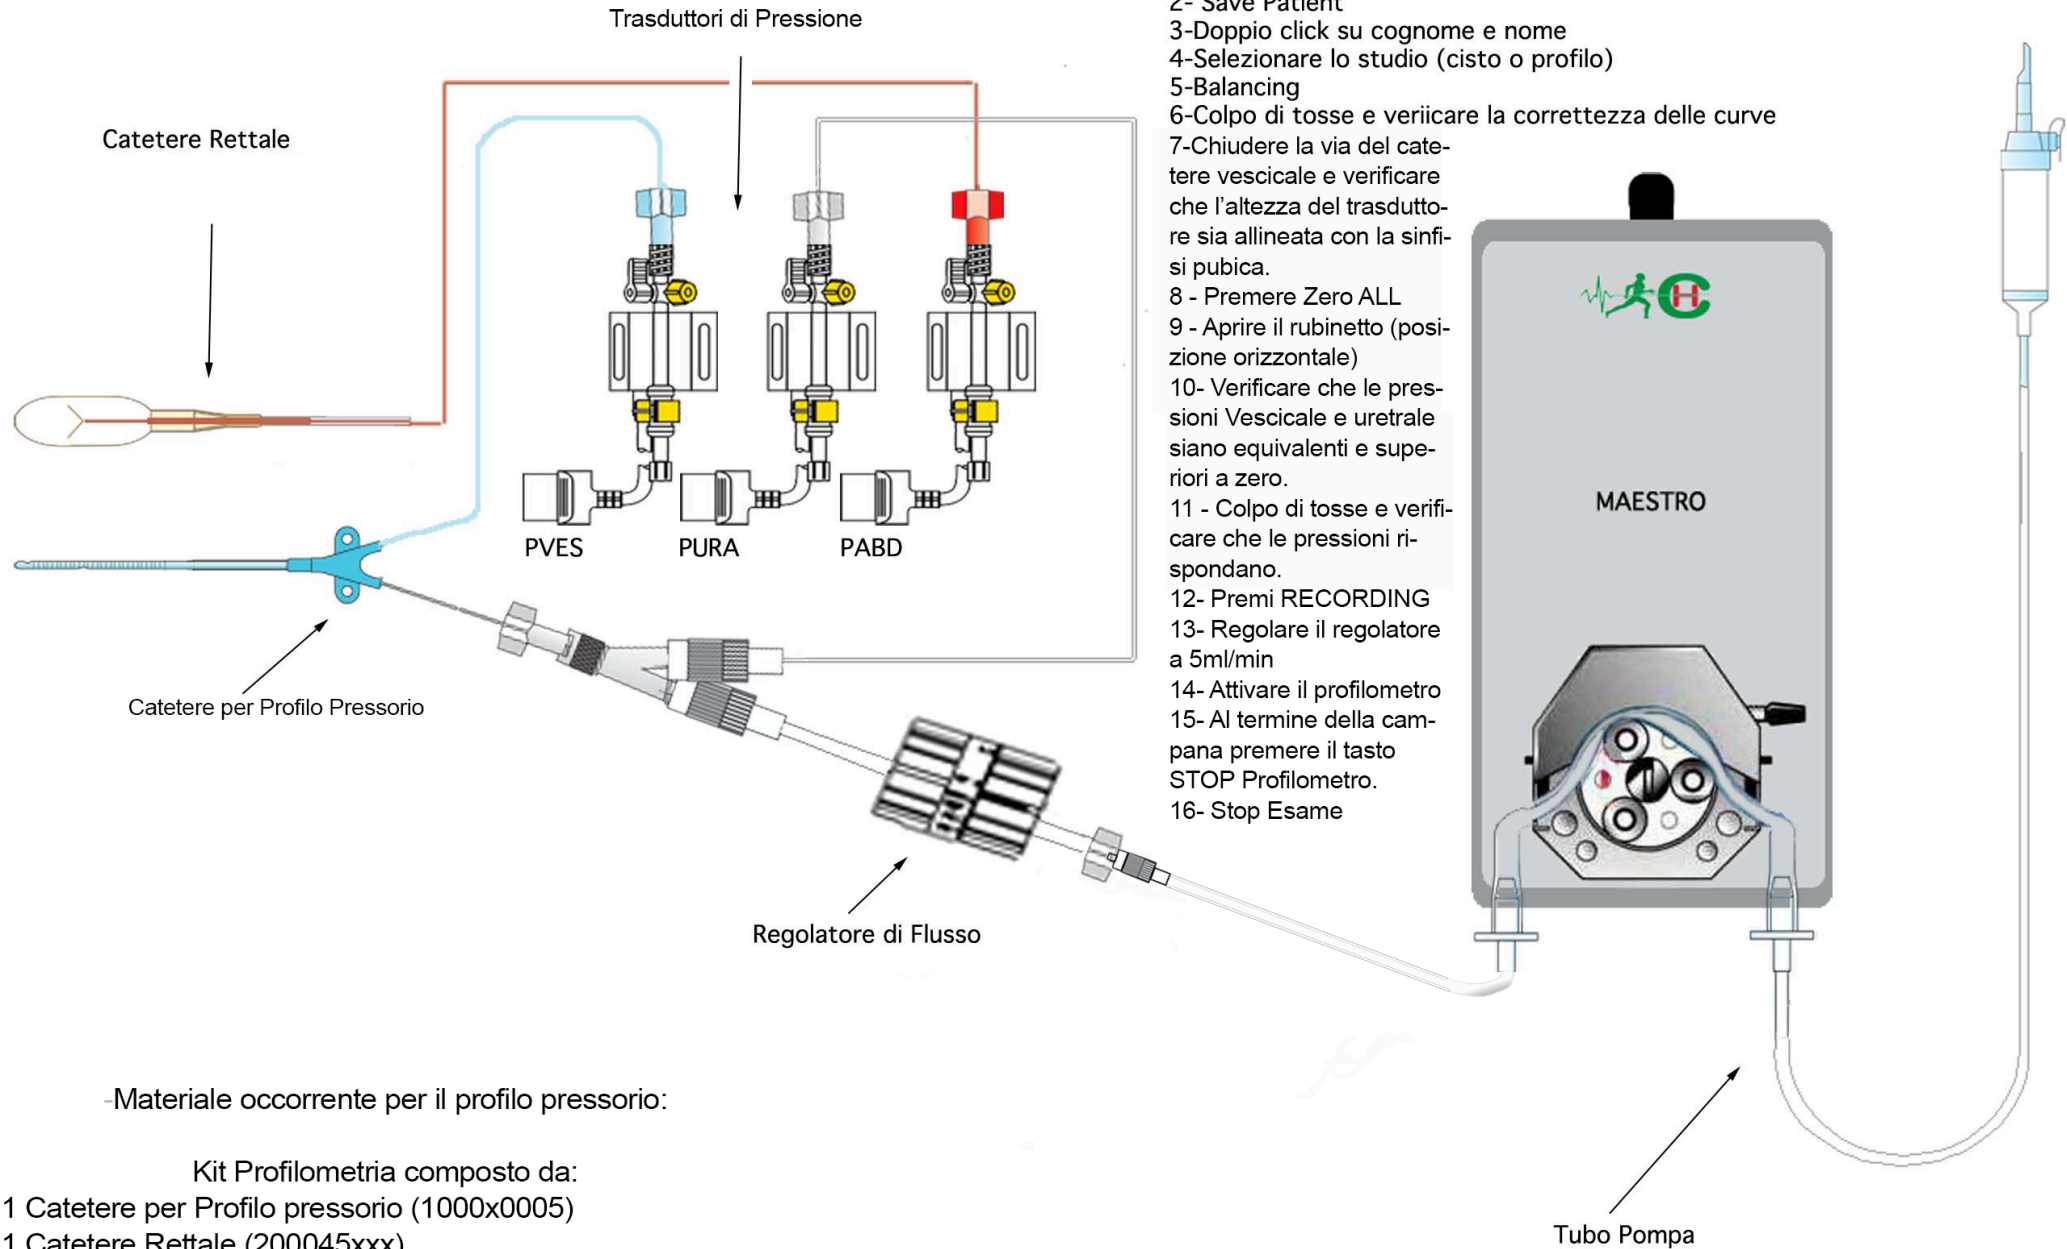 Trasduttori di Pressione
2- Save Patient
3-Doppio click su cognome e nome
4-Selezionare lo studio (cisto o profilo)
5-Balancing
6-Colpo di tosse e veriicare la correttezza delle curve
7-Chiudere la via del cate-
tere vescicale e verificare
che l'altezza del trasdutto-
re sia allineata con la sinfi-
si pubica.
8 - Premere Zero ALL
9 - Aprire il rubinetto (posi-
zione orizzontale)
10- Verificare che le pres-
sioni Vescicale e uretrale
siano equivalenti e supe-
riori a zero.
11 - Colpo di tosse e verifi-
care che le pressioni ri-
spondano.
12- Premi RECORDING
13- Regolare il regolatore
a 5ml/min
14- Attivare il profilometro
15- Al termine della cam-
pana premere il tasto
STOP Profilometro.
16- Stop Esame
Catetere Rettale
PVES
PURA
PABD
Catetere per Profilo Pressorio
CH
MAESTRO
Regolatore di Flusso
Tubo Pompa
-Materiale occorrente per il profilo pressorio:
Kit Profilometria composto da:
1 Catetere per Profilo pressorio (1000x0005)
1 Catetere Rettale (200045xxx)